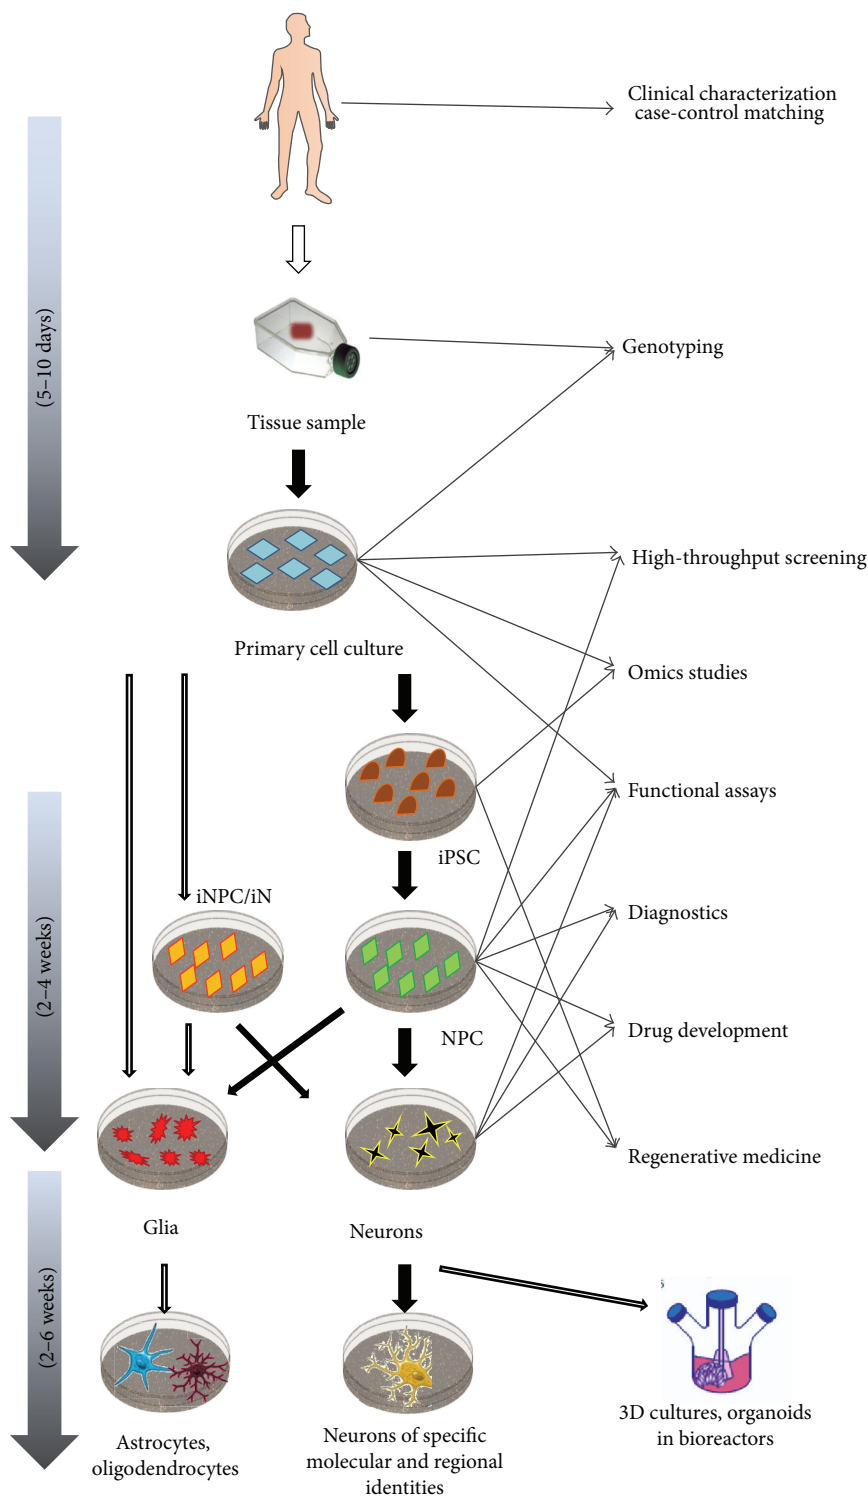 Clinical characterization
case-control matching
(5–10 days)
Genotyping
Tissue sample
High-throughput screening
Primary cell culture
Omics studies
Functional assays
iPSC
iNPC/iN
Diagnostics
(2–4 weeks)
NPC
Drug development
Regenerative medicine
Glia
Neurons
(2–6 weeks)
3D cultures, organoids
in bioreactors
Astrocytes,
oligodendrocytes
Neurons of specific
molecular and regional
identities